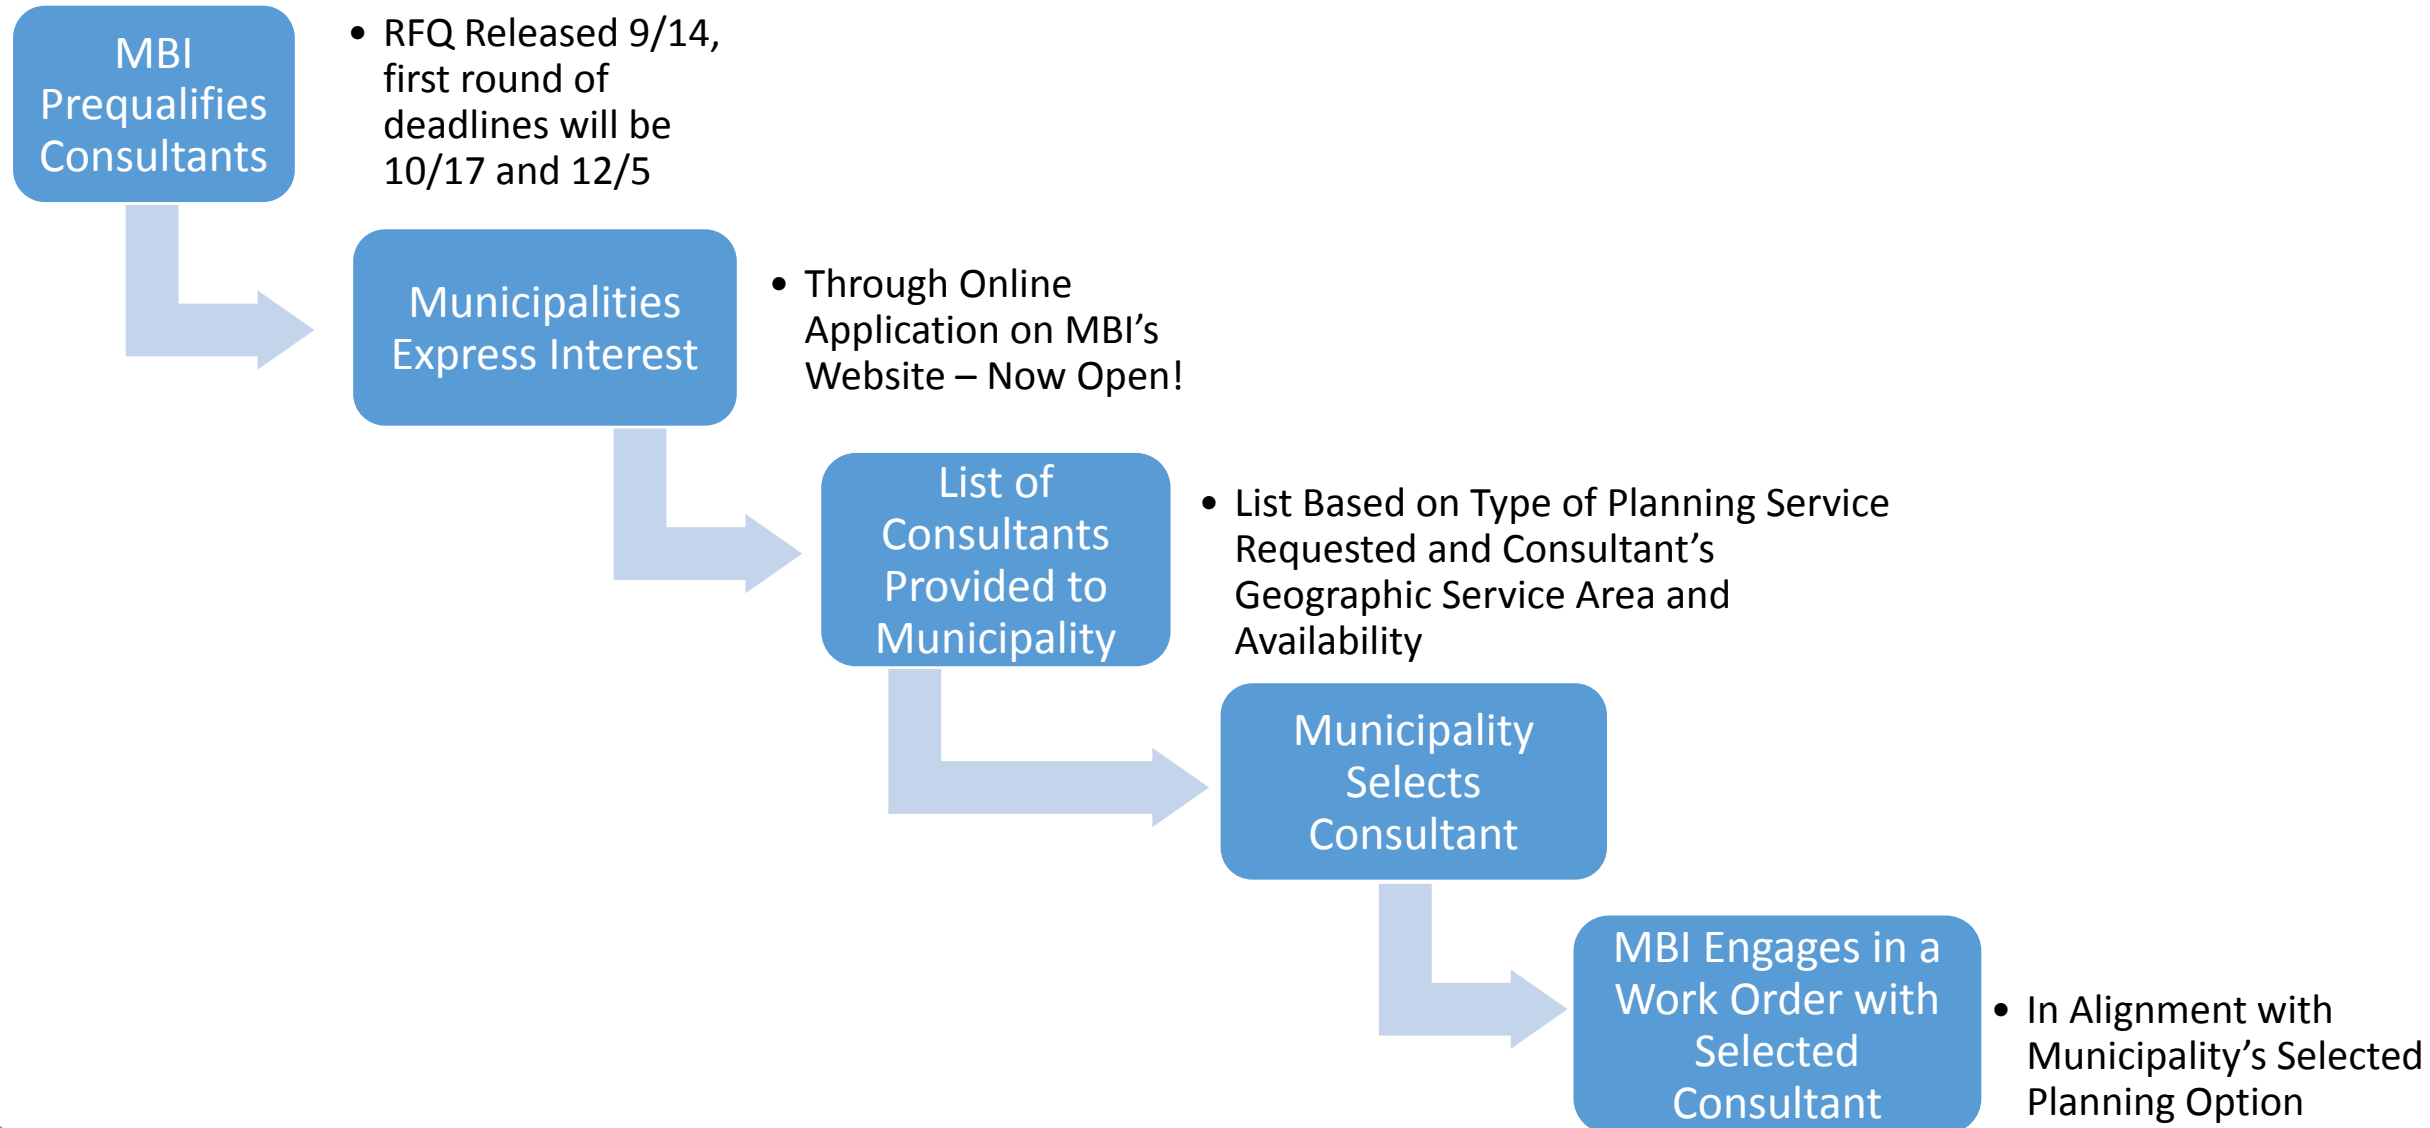 MBI
Prequalifies
Consultants
• RFQ Released 9/14,
first round of
deadlines will be
10/17 and 12/5
Municipalities
Express Interest
• Through Online
Application on MBI’s
Website – Now Open!
List of
Consultants
Provided to
Municipality
• List Based on Type of Planning Service
Requested and Consultant’s
Geographic Service Area and
Availability
Municipality
Selects
Consultant
MBI Engages in a
Work Order with
Selected
Consultant
• In Alignment with
Municipality’s Selected
Planning Option